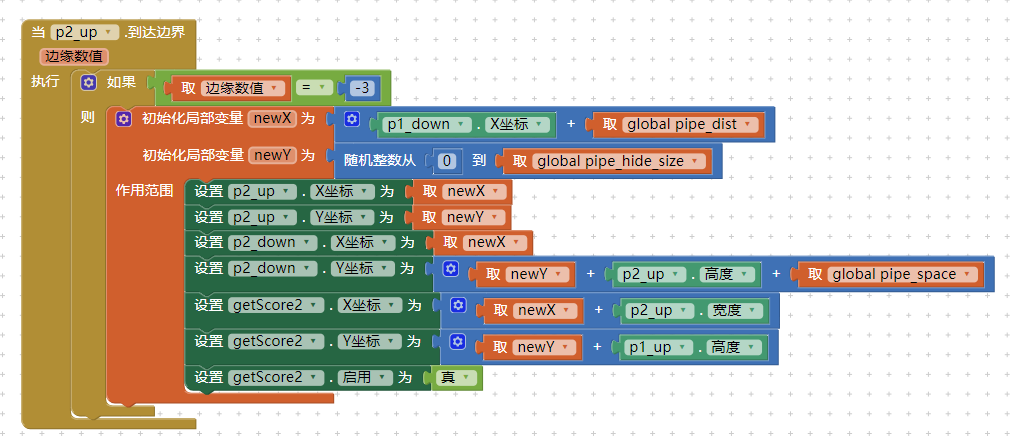 当 p2_up .到达边界
边缘数值
执行 如果 取 边缘数值 = -3
则 初始化局部变量 newX 为 p1_down . X坐标 + 取 global pipe_dist
初始化局部变量 newY 为 随机整数从 0 到 取 global pipe_hide_size
作用范围 设置 p2_up . X坐标 为 取 newX
设置 p2_up . Y坐标 为 取 newY
设置 p2_down . X坐标 为 取 newX
设置 p2_down . Y坐标 为 取 newY + p2_up . 高度 + 取 global pipe_space
设置 getScore2 . X坐标 为 取 newX + p2_up . 宽度
设置 getScore2 . Y坐标 为 取 newY + p1_up . 高度
设置 getScore2 . 启用 为 真